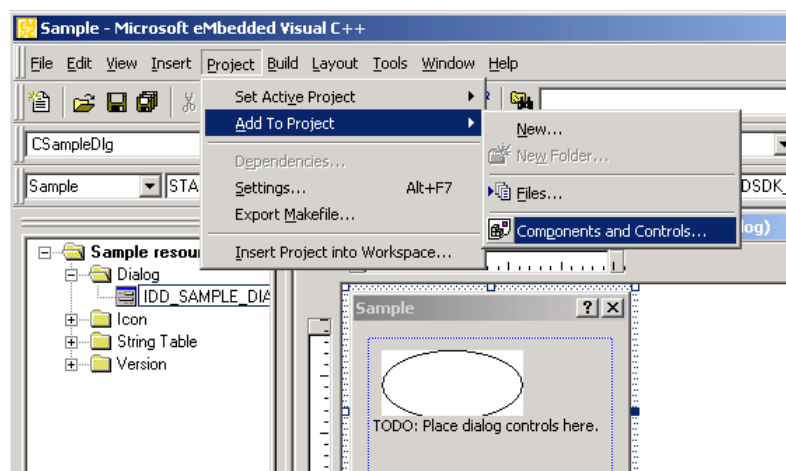 Sample - Microsoft eMbedded Visual C++
File Edit View Insert Project Build Layout Tools Window Help
Set Active Project
Add To Project
New...
CSampleDlg
New Folder...
Dependencies...
Sample
STA
Settings... Alt+F7
Files...
DSDK_
Export Makefile...
Components and Controls...
log)
Insert Project into Workspace...
Sample resou
Dialog
IDD_SAMPLE_DIA
Icon
String Table
Version
Sample
TODO: Place dialog controls here.